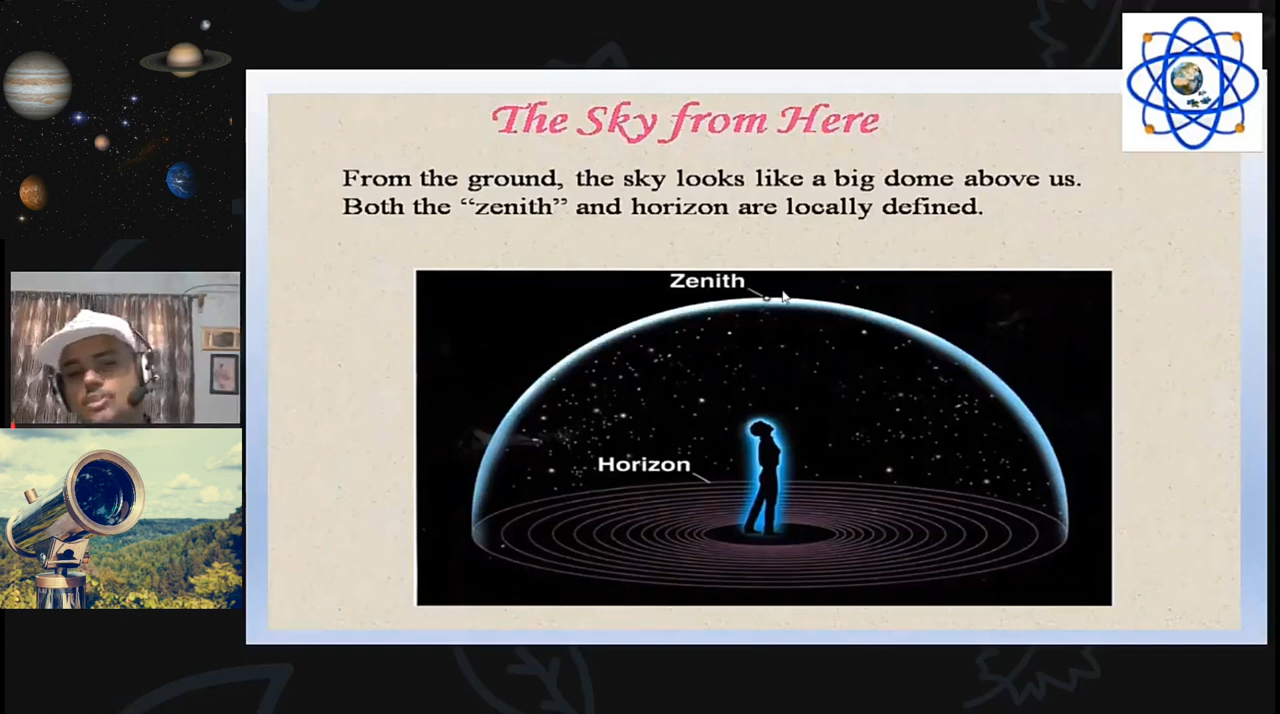 The Sky from Here
From the ground, the sky looks like a big dome above us.
Both the “zenith” and horizon are locally defined.
Zenith
Horizon